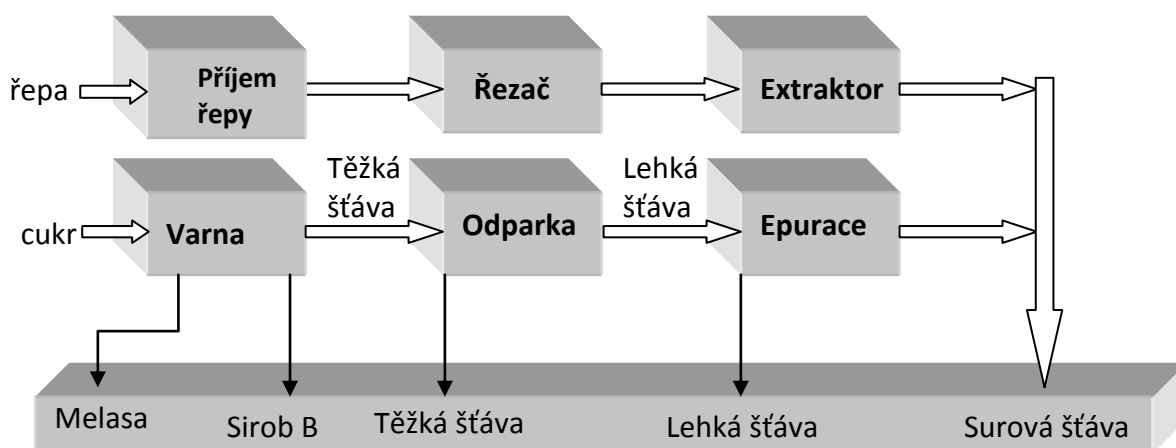 řepa
Příjem
řepy
Řezač
Extraktor
Těžká
šťáva
Lehká
šťáva
cukr
Varna
Odparka
Epurace
Melasa
Sirob B
Těžká šťáva
Lehká šťáva
Surová šťáva